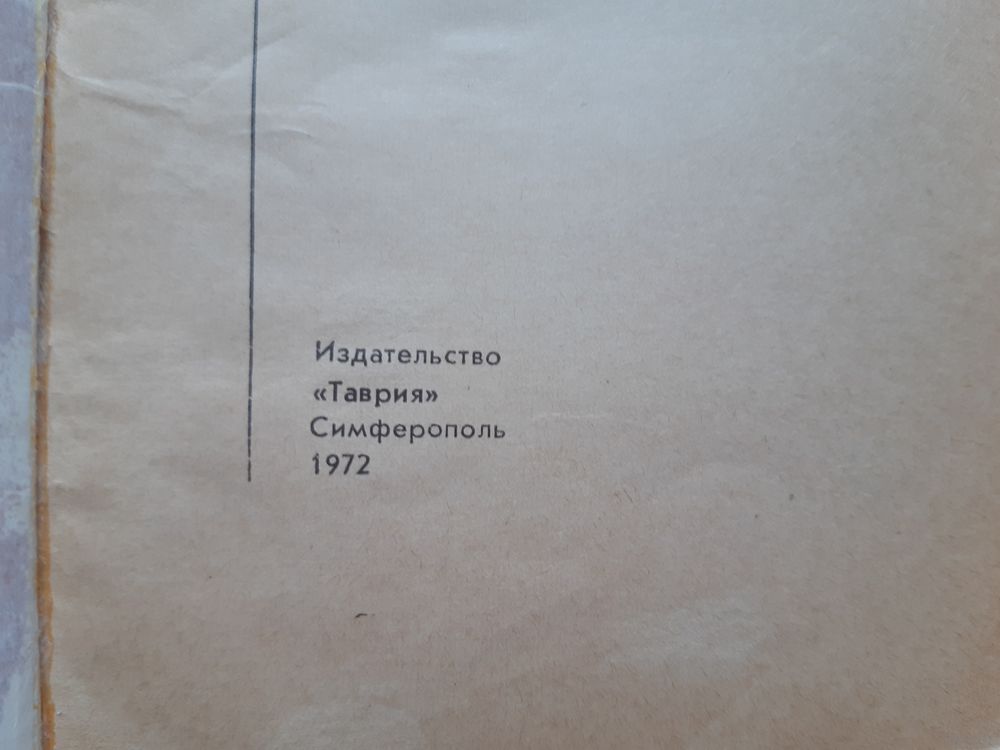 Издательство
«Таврия»
Симферополь
1972